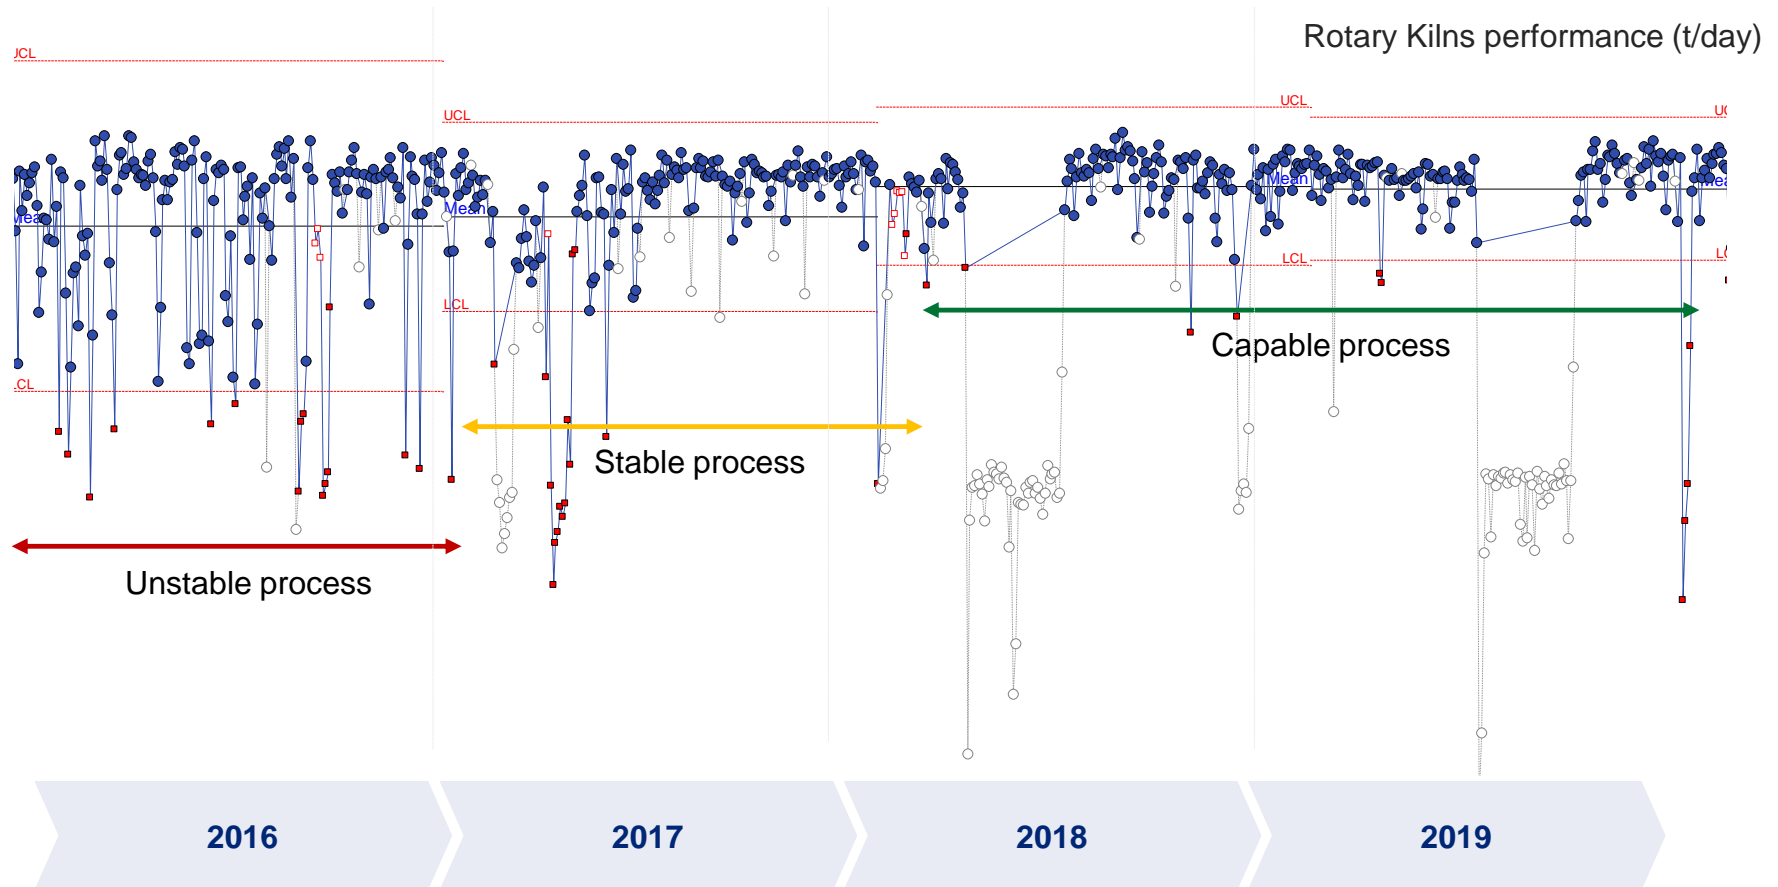 Rotary Kilns performance (t/day)
UCL
UCL
UCL
UCL
Mean
Mean
Mean
LCL
LCL
LCL
Capable process
Stable process
Unstable process
2016
2017
2018
2019